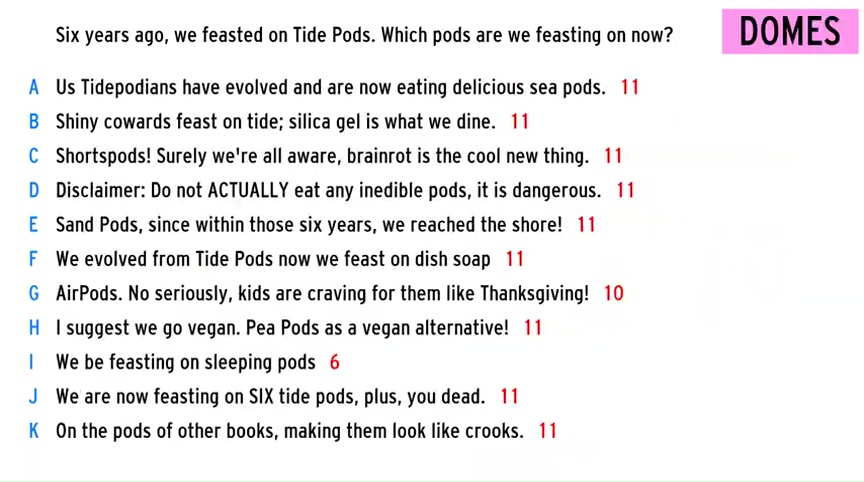 Six years ago, we feasted on Tide Pods. Which pods are we feasting on now?
DOMES
A Us Tidepodians have evolved and are now eating delicious sea pods. 11
B Shiny cowards feast on tide; silica gel is what we dine. 11
C Shortspods! Surely we're all aware, brainrot is the cool new thing. 11
D Disclaimer: Do not ACTUALLY eat any inedible pods, it is dangerous. 11
E Sand Pods, since within those six years, we reached the shore! 11
F We evolved from Tide Pods now we feast on dish soap 11
G AirPods. No seriously, kids are craving for them like Thanksgiving! 10
H I suggest we go vegan. Pea Pods as a vegan alternative! 11
I We be feasting on sleeping pods 6
J We are now feasting on SIX tide pods, plus, you dead. 11
K On the pods of other books, making them look like crooks. 11